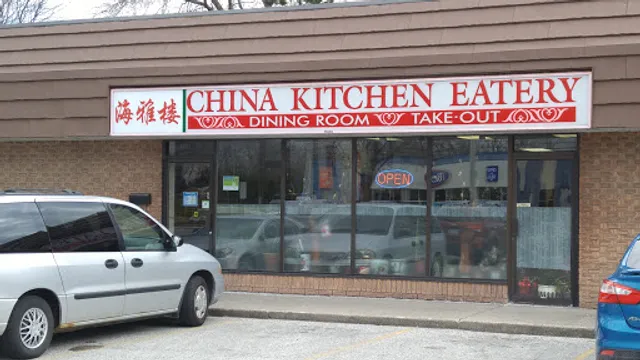 海雅楼 CHINA KITCHEN EATERY
DINING ROOM TAKE-OUT
OPEN